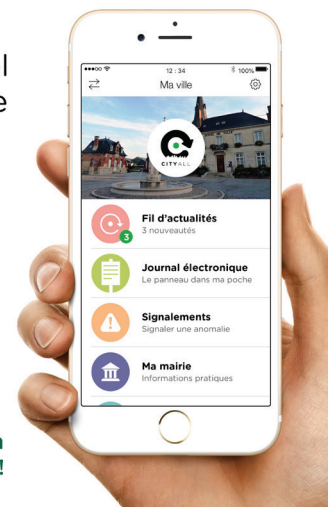 12 : 34
100%
Ma ville
CITYALL
Fil d'actualités
3
3 nouveautés
Journal électronique
Le panneau dans ma poche
Signalements
Signaler une anomalie
Ma mairie
Informations pratiques